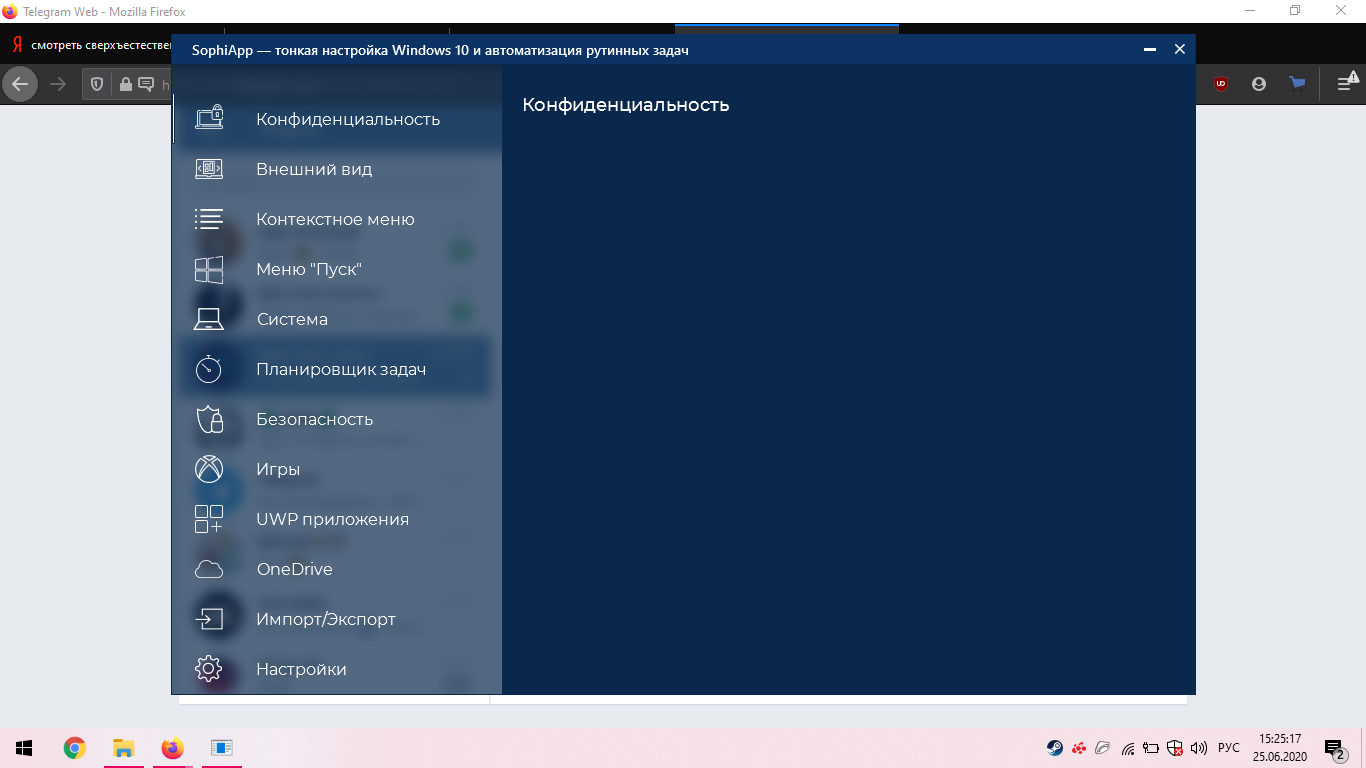 Telegram Web - Mozilla Firefox
Я смотреть сверхъестествен
SophiApp — тонкая настройка Windows 10 и автоматизация рутинных задач
Конфиденциальность
Внешний вид
Контекстное меню
Меню "Пуск"
Система
Планировщик задач
Безопасность
Игры
UWP приложения
OneDrive
Импорт/Экспорт
Настройки
Конфиденциальность
РУС
15:25:17
25.06.2020
2